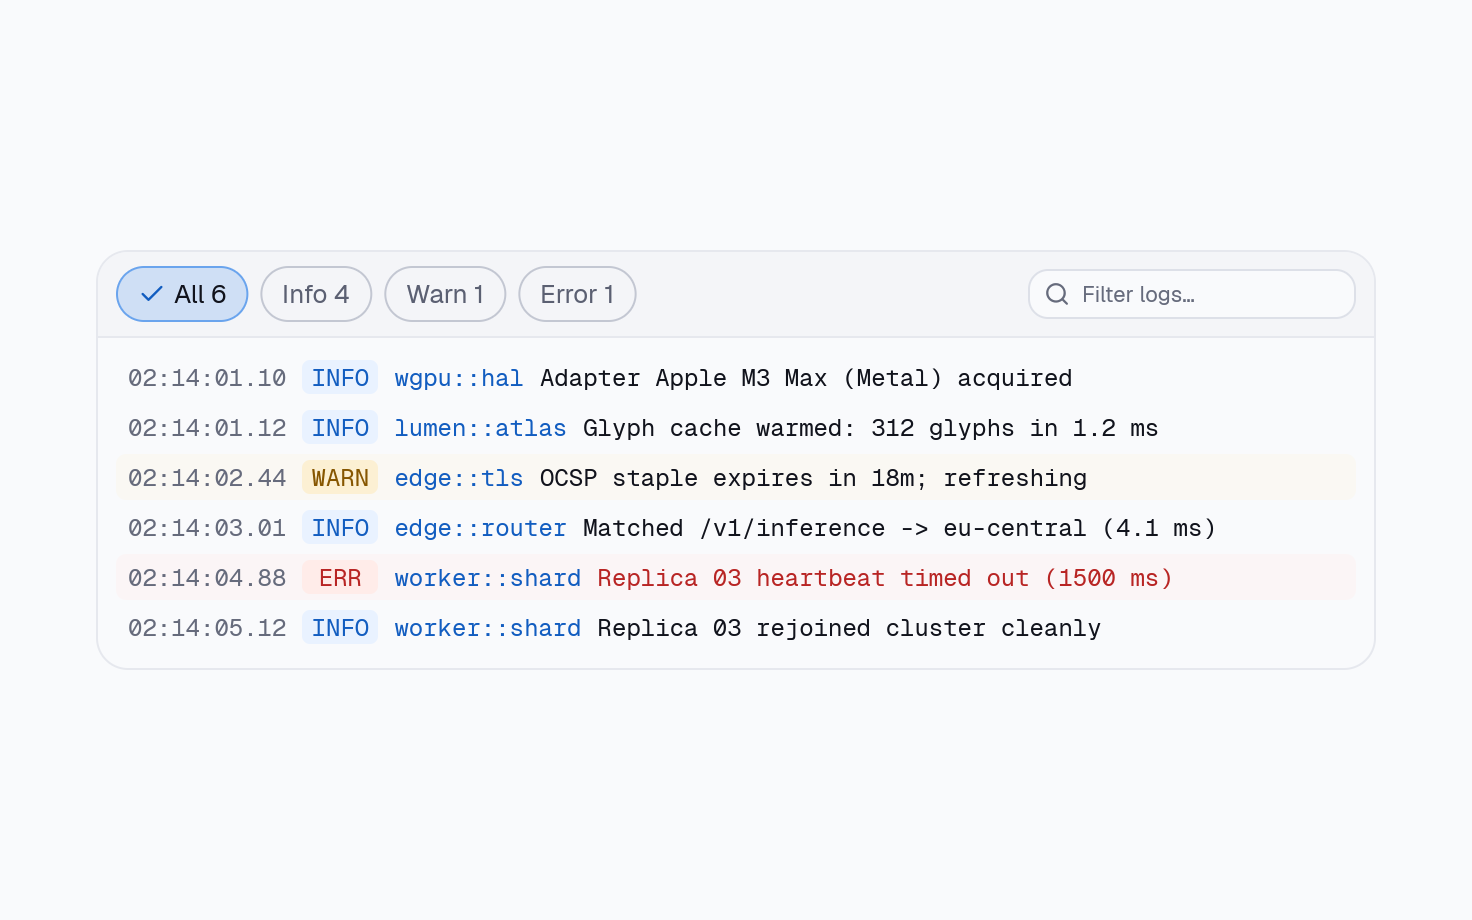 All 6 Info 4 Warn 1 Error 1 Filter logs…
02:14:01.10 INFO wgpu::hal Adapter Apple M3 Max (Metal) acquired
02:14:01.12 INFO lumen::atlas Glyph cache warmed: 312 glyphs in 1.2 ms
02:14:02.44 WARN edge::tls OCSP staple expires in 18m; refreshing
02:14:03.01 INFO edge::router Matched /v1/inference -> eu-central (4.1 ms)
02:14:04.88 ERR worker::shard Replica 03 heartbeat timed out (1500 ms)
02:14:05.12 INFO worker::shard Replica 03 rejoined cluster cleanly